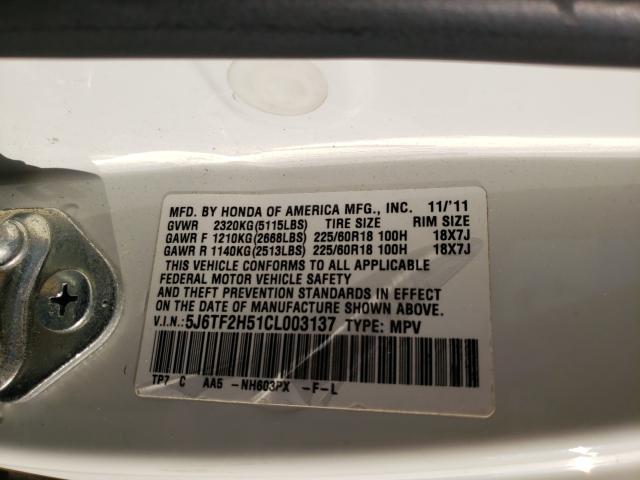 MFD. BY HONDA OF AMERICA MFG., INC. 11/'11
GVWR 2320KG(5115LBS) TIRE SIZE RIM SIZE
GAWR F 1210KG(2668LBS) 225/60R18 100H 18X7J
GAWR R 1140KG(2513LBS) 225/60R18 100H 18X7J
THIS VEHICLE CONFORMS TO ALL APPLICABLE
FEDERAL MOTOR VEHICLE SAFETY
AND THEFT PREVENTION STANDARDS IN EFFECT
ON THE DATE OF MANUFACTURE SHOWN ABOVE.
V.I.N.: 5J6TF2H51CL003137 TYPE: MPV
TP7 C AA5 -NH603PX -F-L